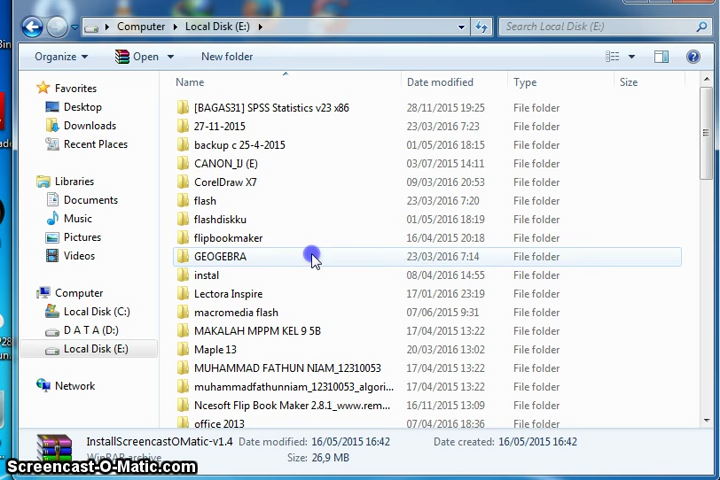 Computer ▸ Local Disk (E:) ▸ Search Local Disk (E:)
Organize ▾ Open ▾ New folder
Name Date modified Type Size
Favorites
Desktop
Downloads
Recent Places
Libraries
Documents
Music
Pictures
Videos
Computer
Local Disk (C:)
D A T A (D:)
Local Disk (E:)
Network
[BAGAS31] SPSS Statistics v23 x86 28/11/2015 19:25 File folder
27-11-2015 23/03/2016 7:23 File folder
backup c 25-4-2015 01/05/2016 18:15 File folder
CANON_IJ (E) 03/07/2015 14:11 File folder
CorelDraw X7 09/03/2016 20:53 File folder
flash 23/03/2016 7:20 File folder
flashdiskku 01/05/2016 18:19 File folder
flipbookmaker 16/04/2015 20:18 File folder
GEOGEBRA 23/03/2016 7:14 File folder
instal 08/04/2016 14:55 File folder
Lectora Inspire 17/01/2016 23:19 File folder
macromedia flash 07/06/2015 9:31 File folder
MAKALAH MPPM KEL 9 5B 17/04/2015 13:22 File folder
Maple 13 20/03/2016 13:02 File folder
MUHAMMAD FATHUN NIAM_12310053 17/04/2015 13:22 File folder
muhammadfathunniam_12310053_algori... 17/04/2015 13:22 File folder
Ncesoft Flip Book Maker 2.8.1_www.rem... 16/11/2015 13:09 File folder
office 2013 07/04/2016 18:36 File folder
InstallScreencastOMatic-v1.4 Date modified: 16/05/2015 16:42 Date created: 16/05/2015 16:42
WinRAR archive Size: 26,9 MB
Screencast-O-Matic.com